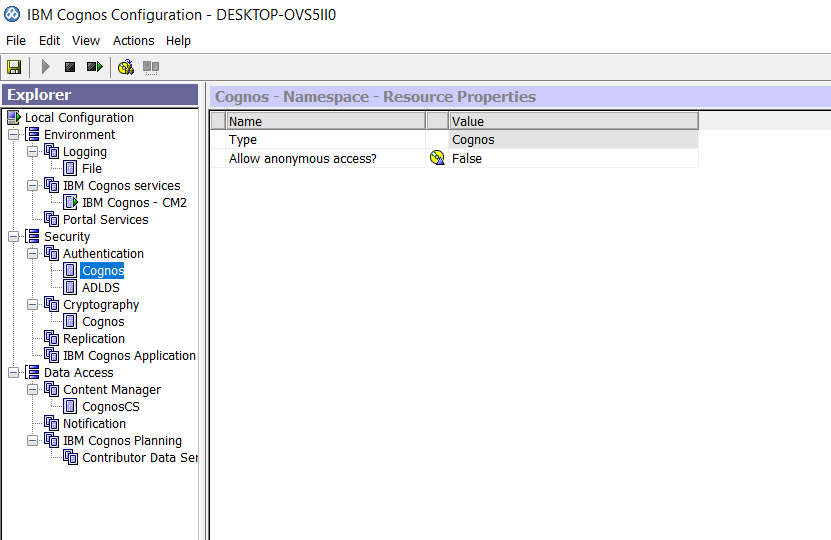 IBM Cognos Configuration - DESKTOP-OVS5II0
File Edit View Actions Help
Explorer
Local Configuration
Environment
Logging
File
IBM Cognos services
IBM Cognos - CM2
Portal Services
Security
Authentication
Cognos
ADLDS
Cryptography
Cognos
Replication
IBM Cognos Application
Data Access
Content Manager
CognosCS
Notification
IBM Cognos Planning
Contributor Data Ser
Cognos - Namespace - Resource Properties
Name Value
Type Cognos
Allow anonymous access? False